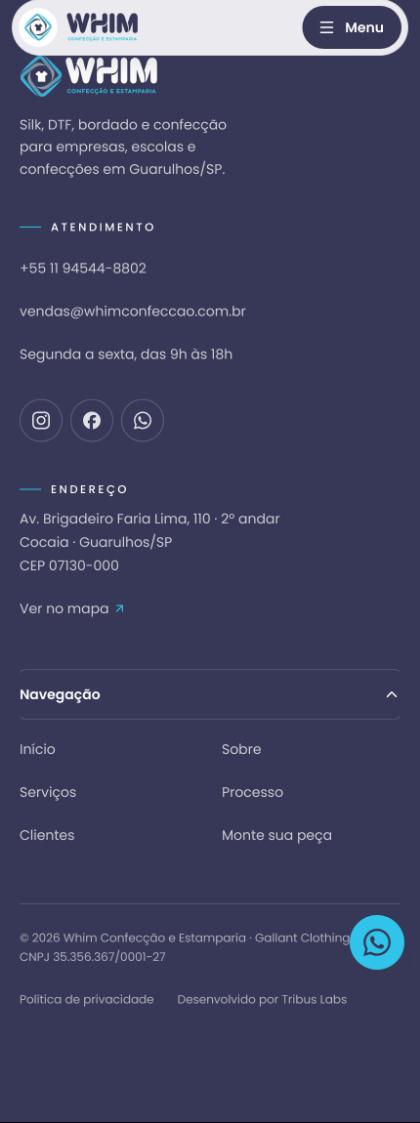 WHIM
CONFECÇÃO E ESTAMPARIA
Menu
WHIM
CONFECÇÃO E ESTAMPARIA
Silk, DTF, bordado e confecção
para empresas, escolas e
confecções em Guarulhos/SP.
ATENDIMENTO
+55 11 94544-8802
vendas@whimconfeccao.com.br
Segunda a sexta, das 9h às 18h
ENDEREÇO
Av. Brigadeiro Faria Lima, 110 · 2º andar
Cocaia · Guarulhos/SP
CEP 07130-000
Ver no mapa
Navegação
Início
Sobre
Serviços
Processo
Clientes
Monte sua peça
© 2026 Whim Confecção e Estamparia · Gallant Clothing
CNPJ 35.356.367/0001-27
Política de privacidade
Desenvolvido por Tribus Labs